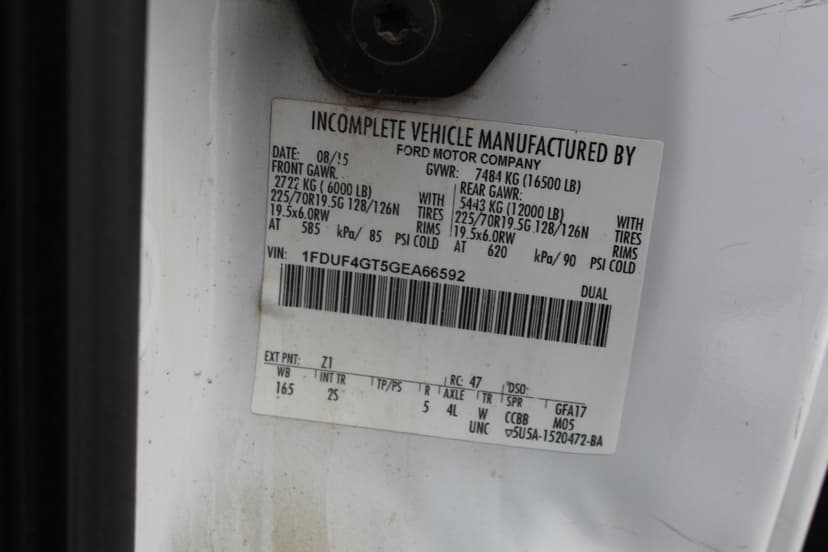 INCOMPLETE VEHICLE MANUFACTURED BY
FORD MOTOR COMPANY
DATE: 08/15 GVWR: 7484 KG (16500 LB)
FRONT GAWR: REAR GAWR:
2722 KG ( 6000 LB) WITH 5443 KG (12000 LB) WITH
225/70R19.5G 128/126N TIRES 225/70R19.5G 128/126N TIRES
19.5x6.0RW RIMS 19.5x6.0RW RIMS
AT 585 kPa/ 85 PSI COLD AT 620 kPa/ 90 PSI COLD
VIN: 1FDUF4GT5GEA66592 DUAL
EXT PNT: Z1 RC: 47 DSO:
WB INT TR TP/PS R AXLE TR SPR GFA17
165 2S 5 4L W CCBB M05
UNC ▽5U5A-1520472-BA